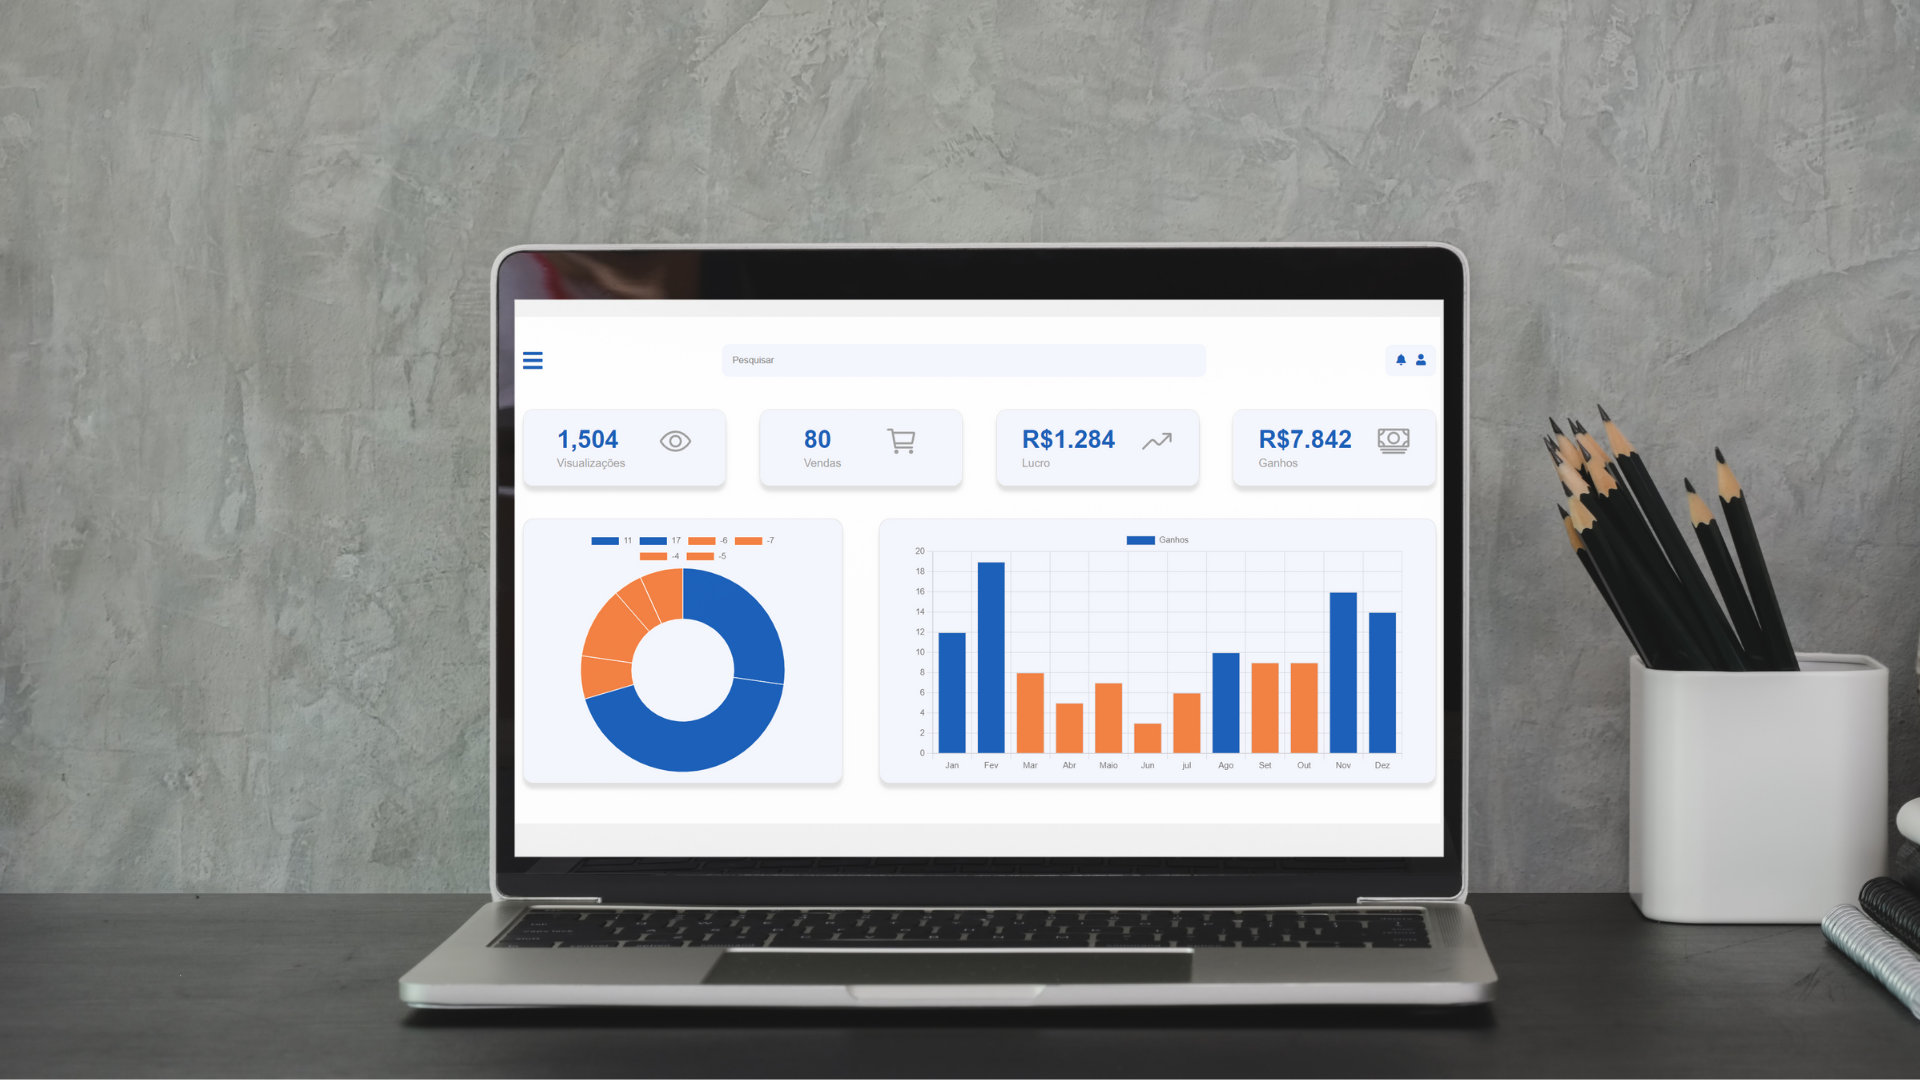 Pesquisar
1,504
Visualizações
80
Vendas
R$1.284
Lucro
R$7.842
Ganhos
11 17 -6 -7
-4 -5
Ganhos
20
18
16
14
12
10
8
6
4
2
0
Jan Fev Mar Abr Maio Jun jul Ago Set Out Nov Dez